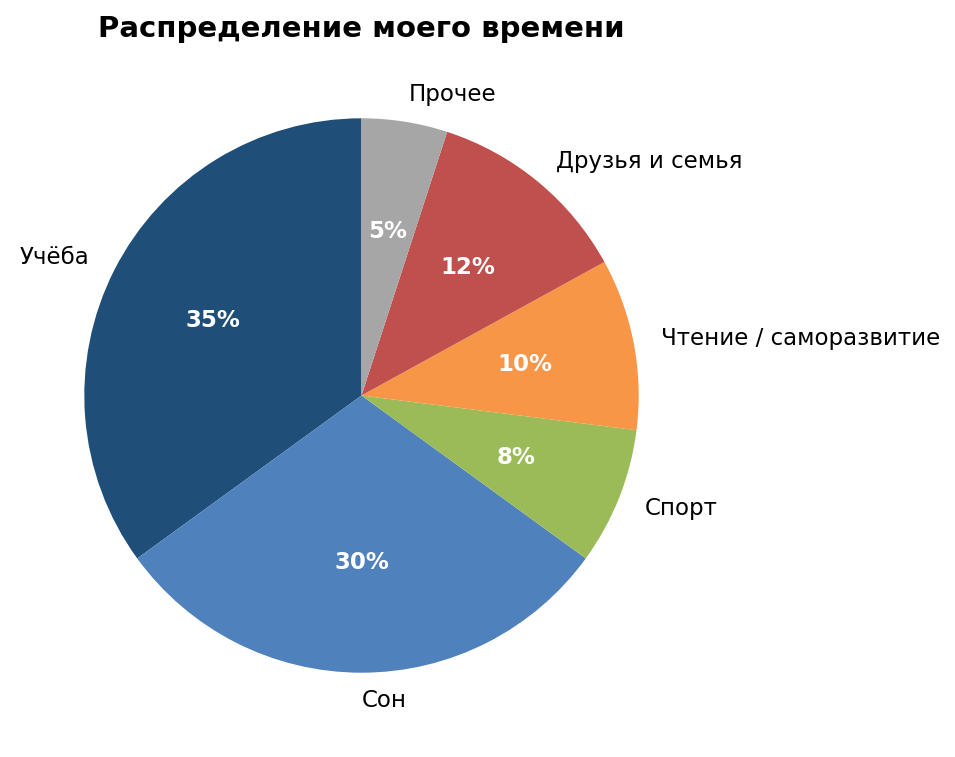 Распределение моего времени
Прочее
Друзья и семья
5%
Учёба
12%
35%
Чтение / саморазвитие
10%
8%
Спорт
30%
Сон